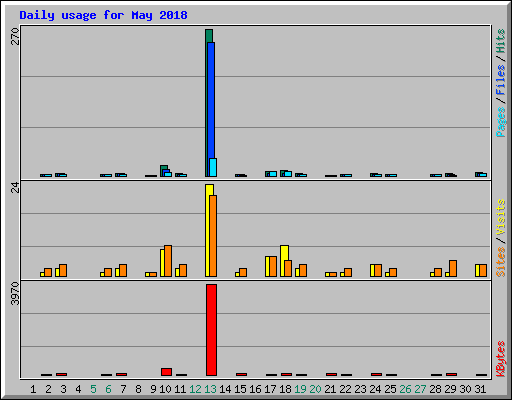 Daily usage for May 2018
270
Pages / Files / Hits
24
Sites / Visits
3970
KBytes
1 2 3 4 5 6 7 8 9 10 11 12 13 14 15 16 17 18 19 20 21 22 23 24 25 26 27 28 29 30 31